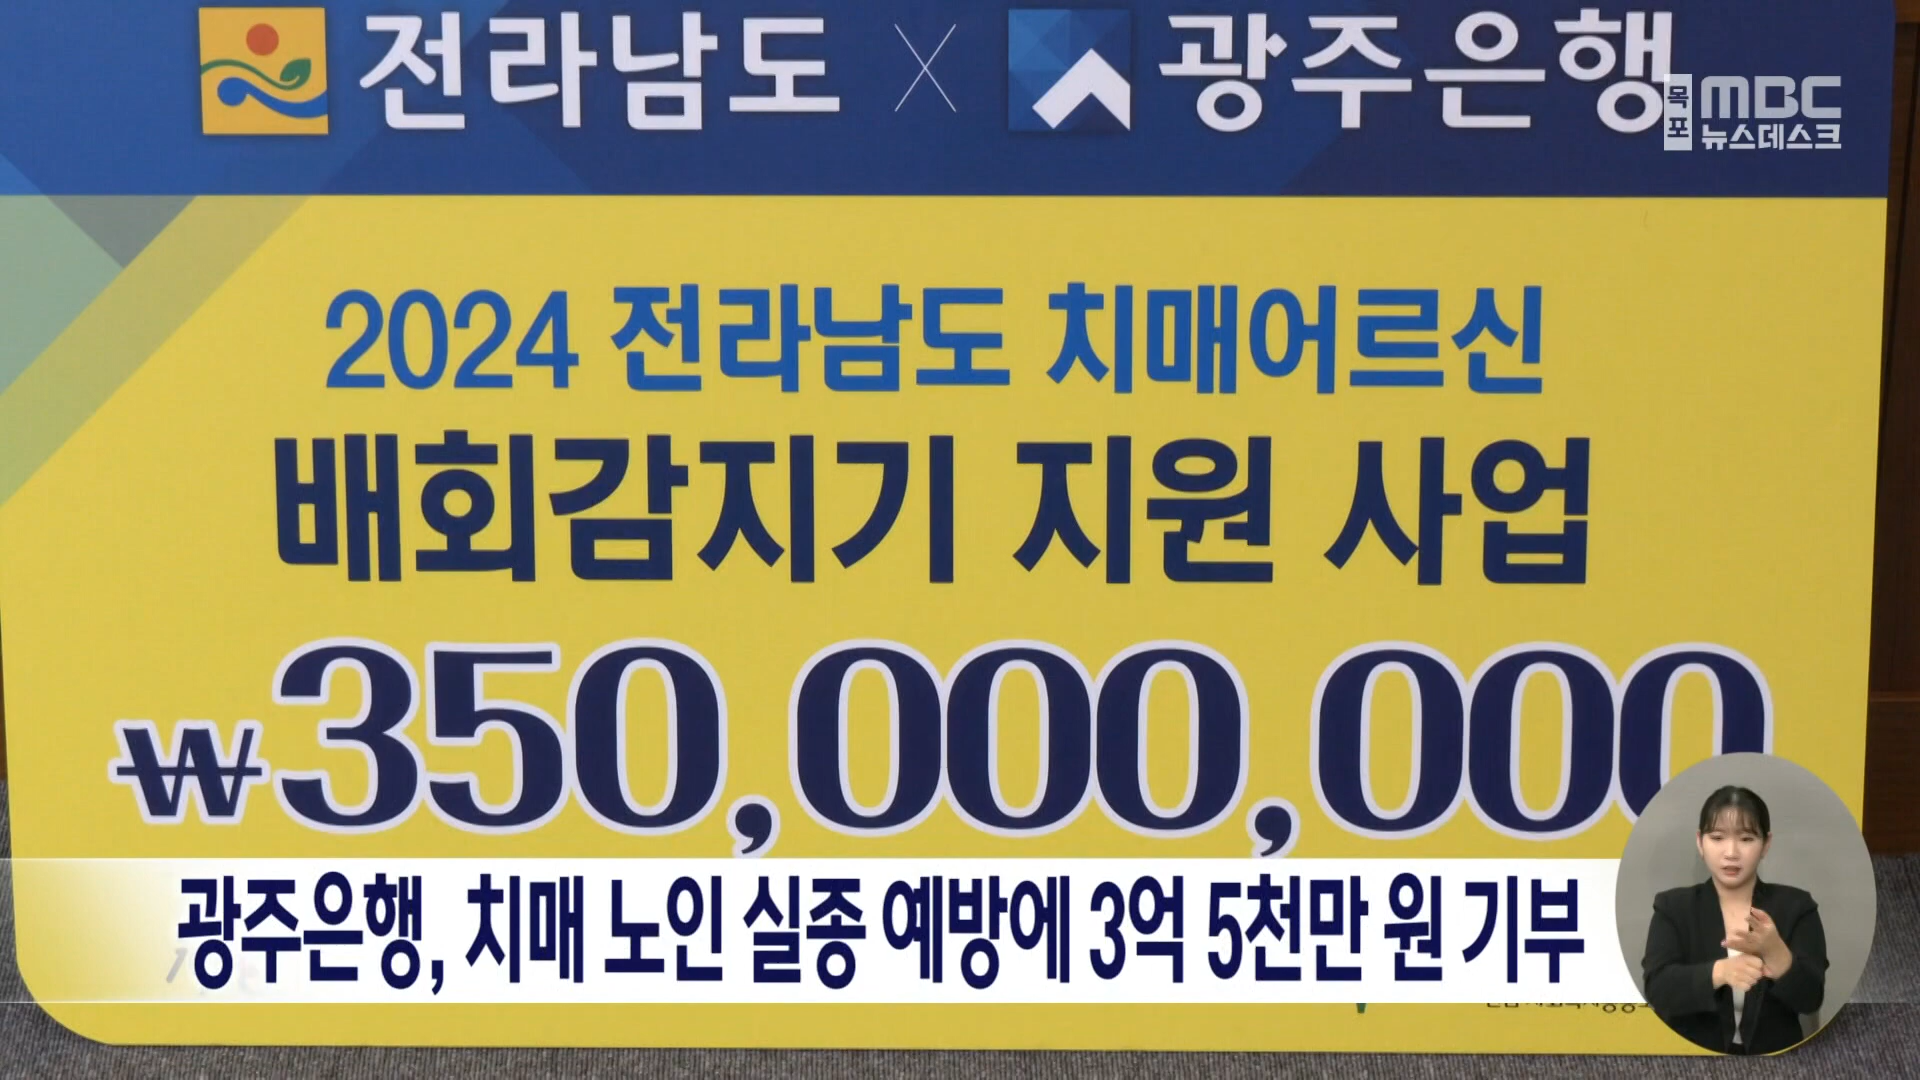 전라남도 × 광주은행
목포 MBC
뉴스데스크
2024 전라남도 치매어르신
배회감지기 지원 사업
₩350,000,000
광주은행, 치매 노인 실종 예방에 3억 5천만 원 기부